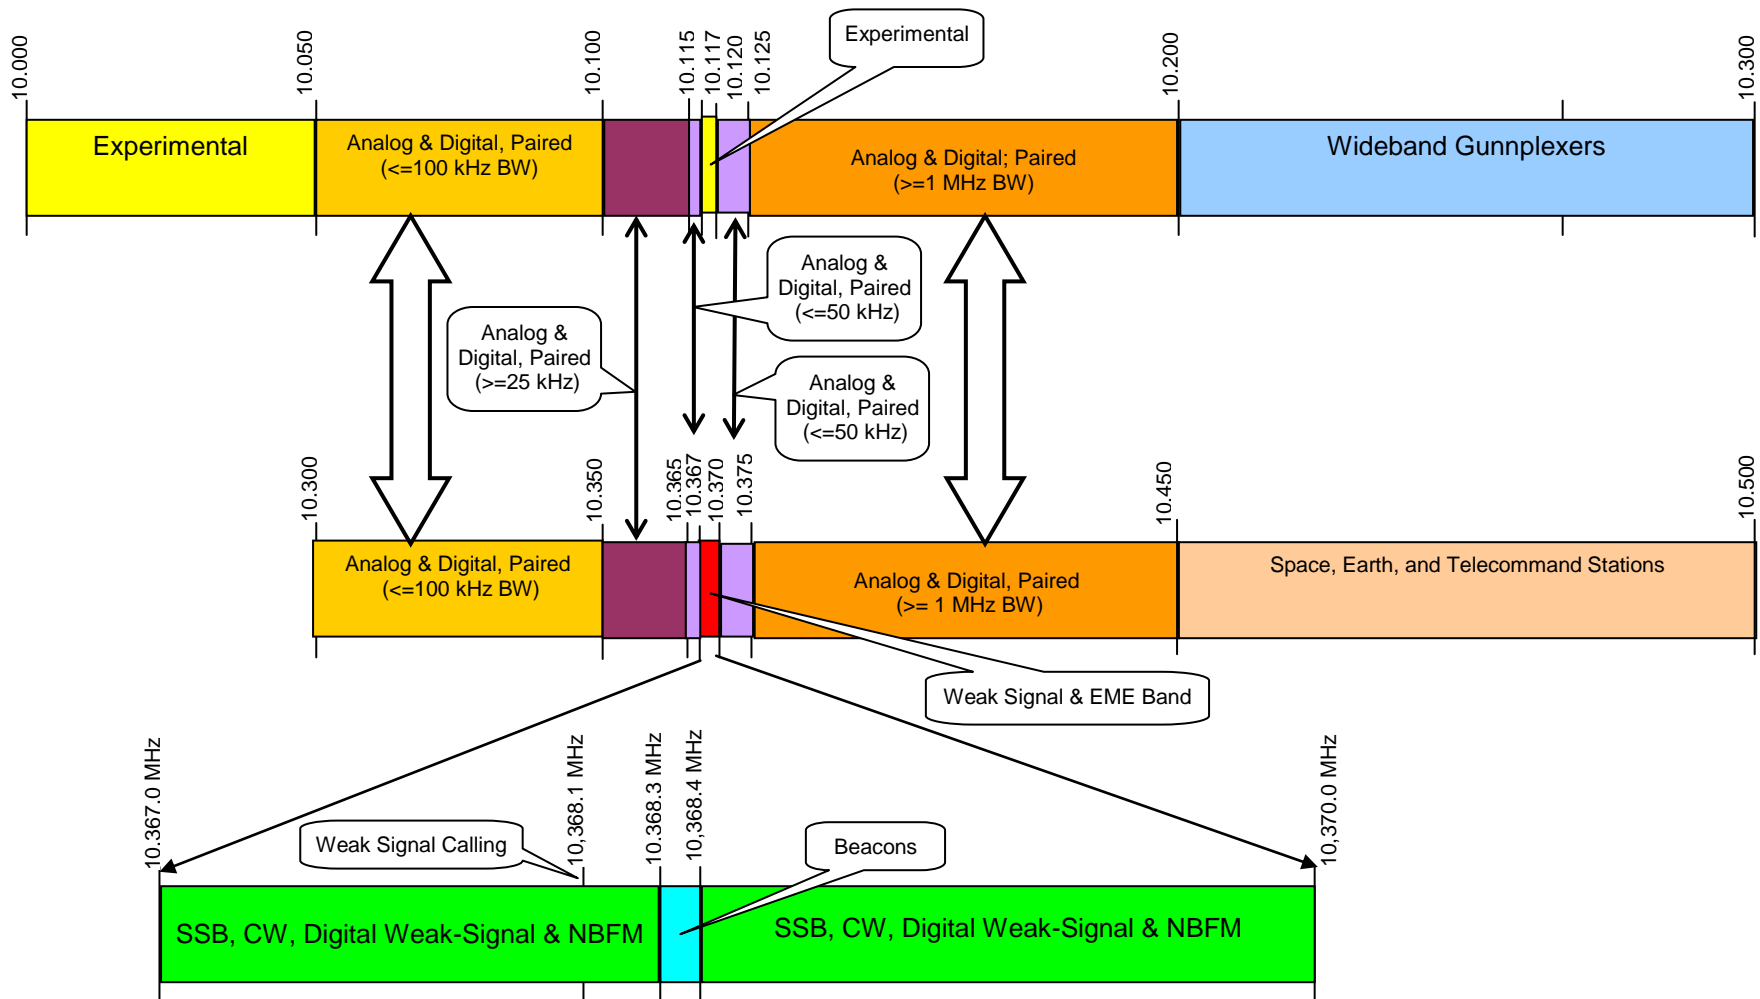 10.000
10.050
10.100
10.115
10.117
10.120
10.125
10.200
10.300
Experimental
Experimental
Analog & Digital, Paired
(<=100 kHz BW)
Analog & Digital; Paired
(>=1 MHz BW)
Wideband Gunnplexers
Analog &
Digital, Paired
(<=50 kHz)
Analog &
Digital, Paired
(>=25 kHz)
Analog &
Digital, Paired
(<=50 kHz)
10.300
10.350
10.365
10.367
10.370
10.375
10.450
10.500
Analog & Digital, Paired
(<=100 kHz BW)
Analog & Digital, Paired
(>= 1 MHz BW)
Space, Earth, and Telecommand Stations
Weak Signal & EME Band
10.367.0 MHz
10,368.1 MHz
10.368.3 MHz
10,368.4 MHz
10,370.0 MHz
Weak Signal Calling
Beacons
SSB, CW, Digital Weak-Signal & NBFM
SSB, CW, Digital Weak-Signal & NBFM